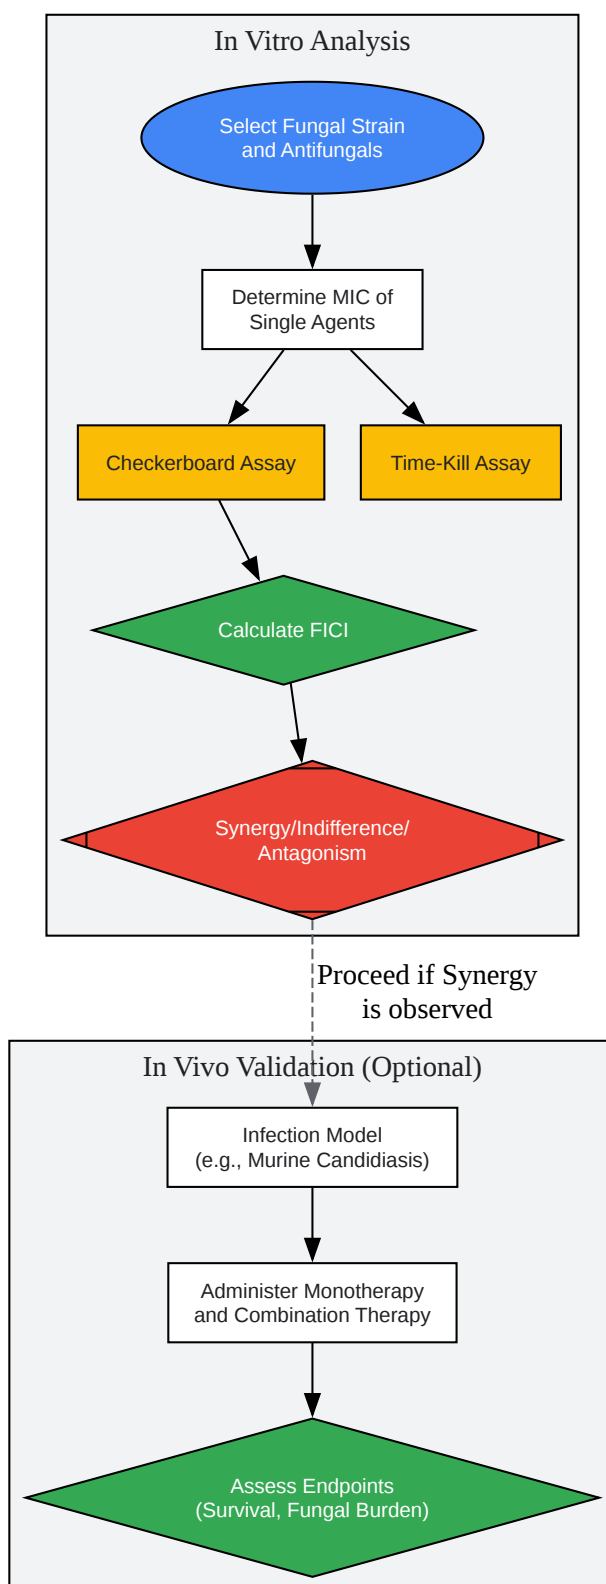 In Vitro Analysis
Select Fungal Strain
and Antifungals
Determine MIC of
Single Agents
Checkerboard Assay
Time-Kill Assay
Calculate FICI
Synergy/Indifference/
Antagonism
Proceed if Synergy
is observed
In Vivo Validation (Optional)
Infection Model
(e.g., Murine Candidiasis)
Administer Monotherapy
and Combination Therapy
Assess Endpoints
(Survival, Fungal Burden)